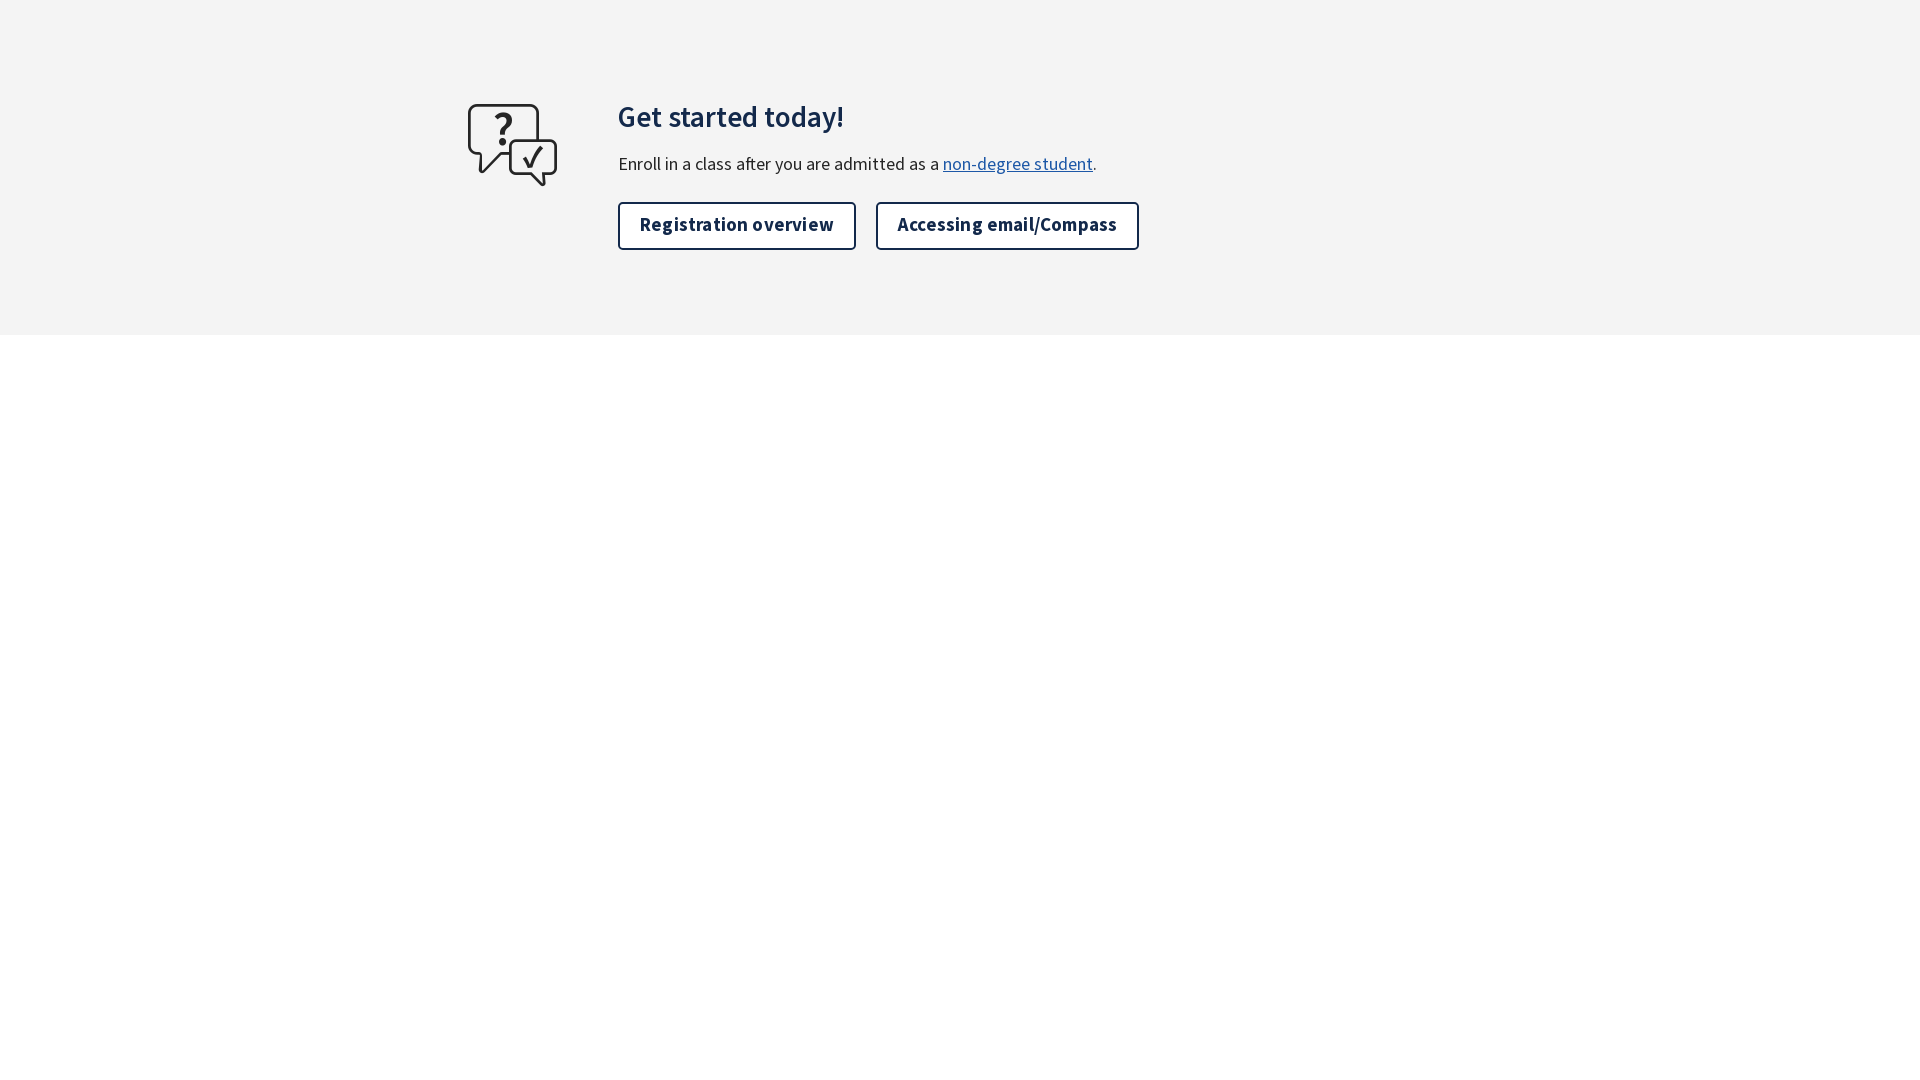 Get started today!
Enroll in a class after you are admitted as a non-degree student.
Registration overview
Accessing email/Compass